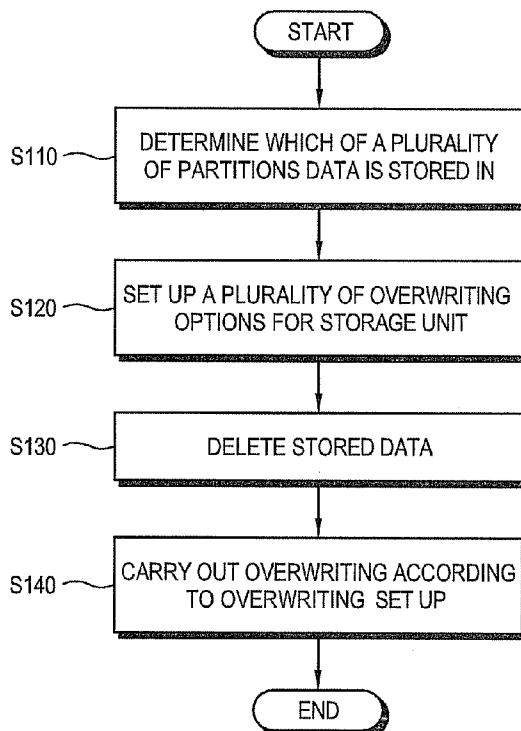 START
S110
DETERMINE WHICH OF A PLURALITY
OF PARTITIONS DATA IS STORED IN
S120
SET UP A PLURALITY OF OVERWRITING
OPTIONS FOR STORAGE UNIT
S130
DELETE STORED DATA
S140
CARRY OUT OVERWRITING ACCORDING
TO OVERWRITING SET UP
END